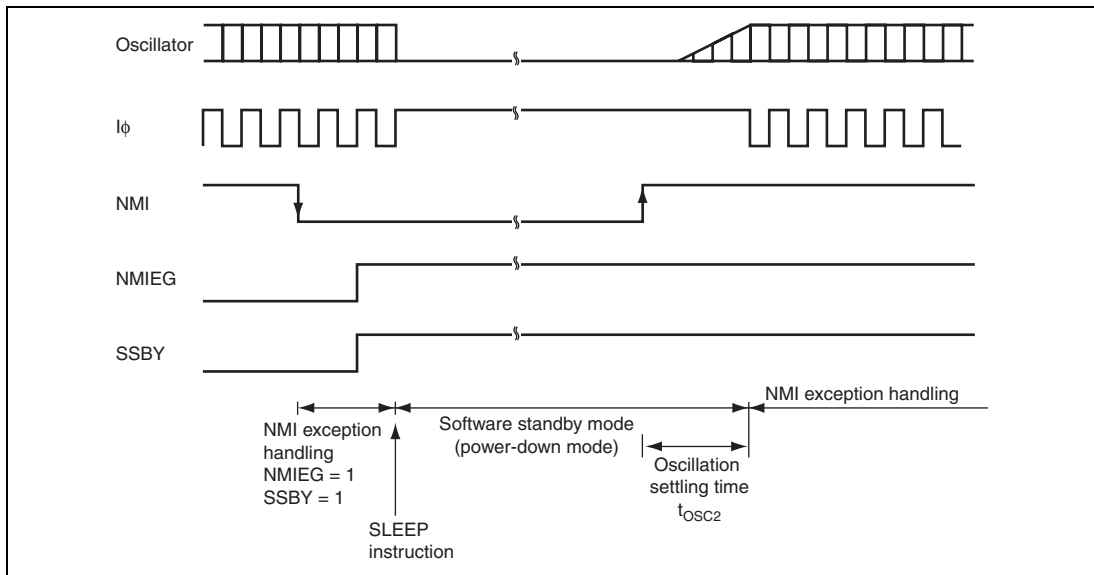 Oscillator
Iϕ
NMI
NMIEG
SSBY
NMI exception handling
NMI exception
handling
NMIEG = 1
SSBY = 1
Software standby mode
(power-down mode)
Oscillation
settling time
tOSC2
SLEEP
instruction